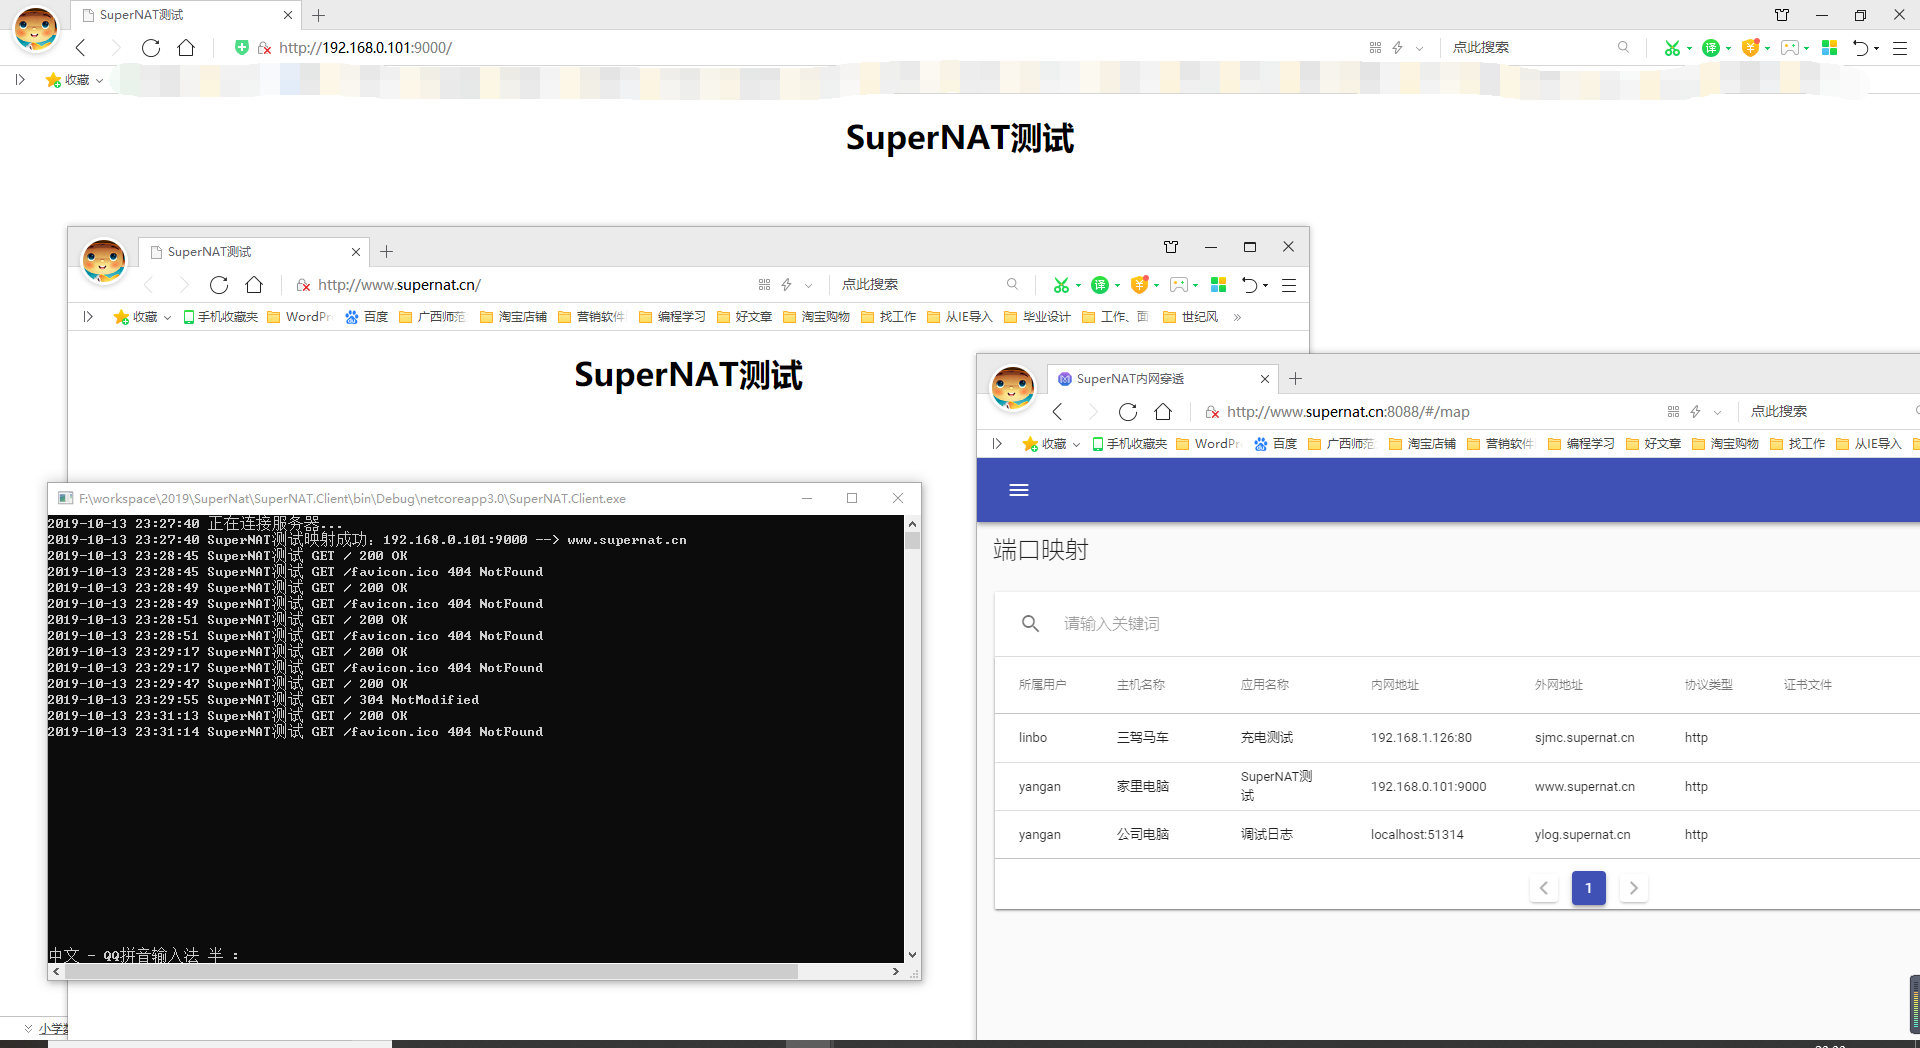 SuperNAT测试
http://192.168.0.101:9000/
点此搜索
收藏
SuperNAT测试
SuperNAT测试
http://www.supernat.cn/
点此搜索
收藏 手机收藏夹 WordPr 百度 广西师范 淘宝店铺 营销软件 编程学习 好文章 淘宝购物 找工作 从IE导入 毕业设计 工作、面 世纪风 »
SuperNAT测试
SuperNAT内网穿透
http://www.supernat.cn:8088/#/map
点此搜索
收藏 手机收藏夹 WordPr 百度 广西师范 淘宝店铺 营销软件 编程学习 好文章 淘宝购物 找工作 从IE导入
端口映射
请输入关键词
所属用户 主机名称 应用名称 内网地址 外网地址 协议类型 证书文件
linbo 三驾马车 充电测试 192.168.1.126:80 sjmc.supernat.cn http
yangan 家里电脑 SuperNAT测试 192.168.0.101:9000 www.supernat.cn http
yangan 公司电脑 调试日志 localhost:51314 ylog.supernat.cn http
1
F:\workspace\2019\SuperNat\SuperNAT.Client\bin\Debug\netcoreapp3.0\SuperNAT.Client.exe
2019-10-13 23:27:40 正在连接服务器...
2019-10-13 23:27:40 SuperNAT测试映射成功：192.168.0.101:9000 --> www.supernat.cn
2019-10-13 23:28:45 SuperNAT测试 GET / 200 OK
2019-10-13 23:28:45 SuperNAT测试 GET /favicon.ico 404 NotFound
2019-10-13 23:28:49 SuperNAT测试 GET / 200 OK
2019-10-13 23:28:49 SuperNAT测试 GET /favicon.ico 404 NotFound
2019-10-13 23:28:51 SuperNAT测试 GET / 200 OK
2019-10-13 23:28:51 SuperNAT测试 GET /favicon.ico 404 NotFound
2019-10-13 23:29:17 SuperNAT测试 GET / 200 OK
2019-10-13 23:29:17 SuperNAT测试 GET /favicon.ico 404 NotFound
2019-10-13 23:29:47 SuperNAT测试 GET / 200 OK
2019-10-13 23:29:55 SuperNAT测试 GET / 304 NotModified
2019-10-13 23:31:13 SuperNAT测试 GET / 200 OK
2019-10-13 23:31:14 SuperNAT测试 GET /favicon.ico 404 NotFound
中文 - QQ拼音输入法 半 :
小学